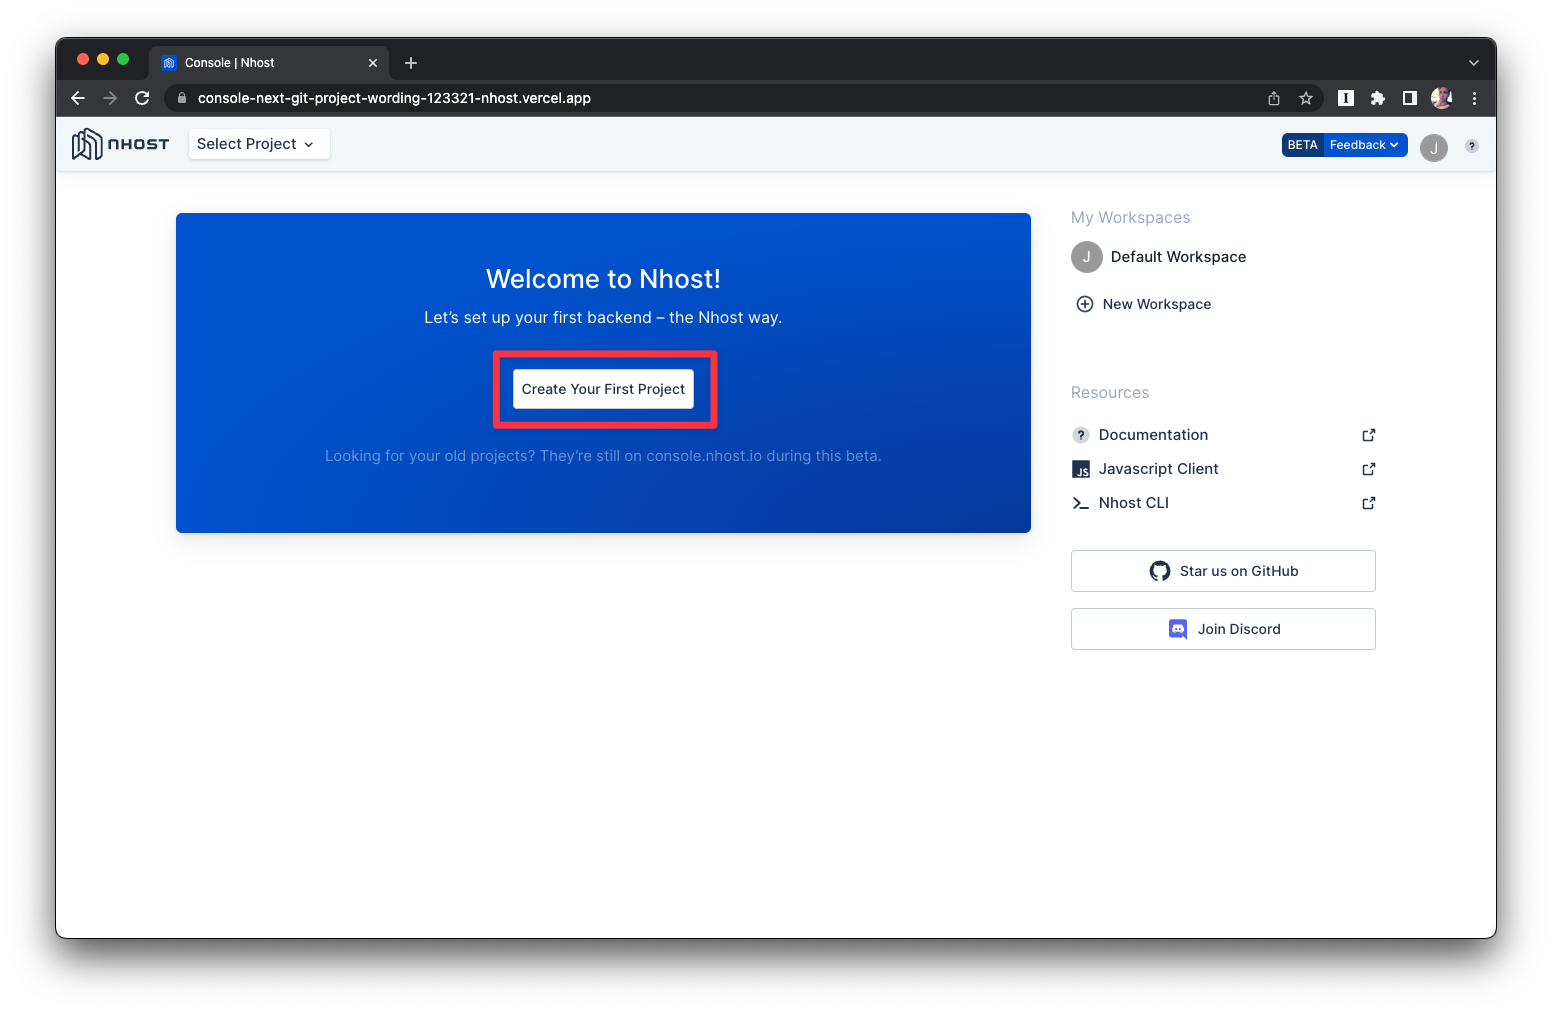 Console | Nhost
console-next-git-project-wording-123321-nhost.vercel.app
nHOST
Select Project
BETA Feedback
J
?
Welcome to Nhost!
Let’s set up your first backend – the Nhost way.
Create Your First Project
Looking for your old projects? They’re still on console.nhost.io during this beta.
My Workspaces
J Default Workspace
New Workspace
Resources
? Documentation
JS Javascript Client
Nhost CLI
Star us on GitHub
Join Discord